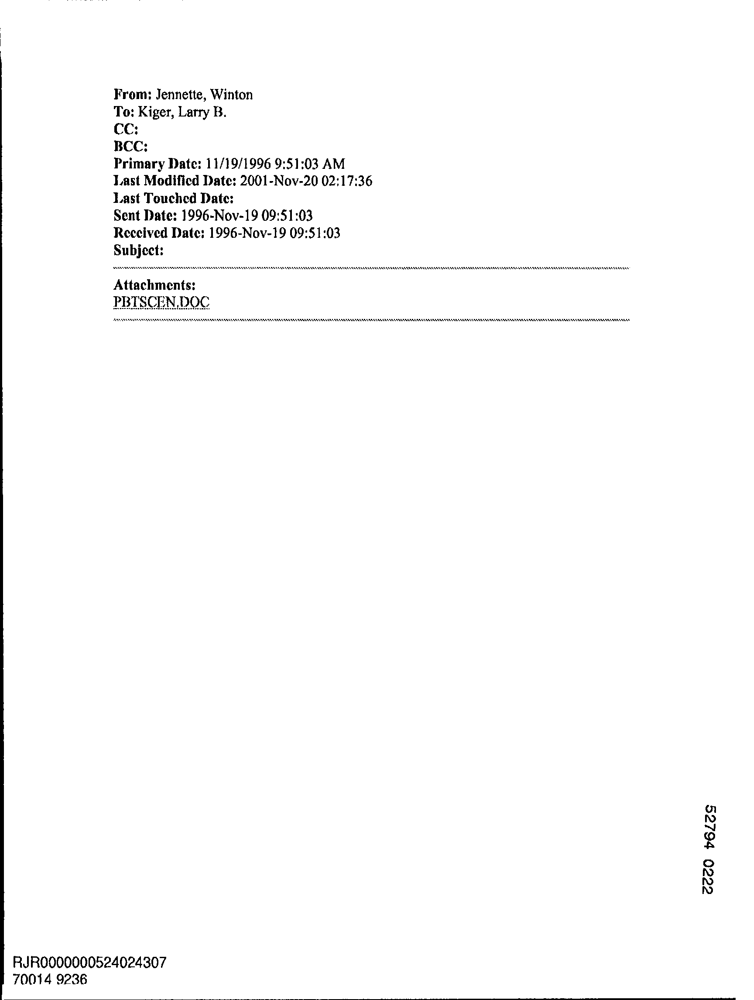 From: Jennette, Winton
To: Kiger, Larry B.
CC:
BCC:
Primary Date: 11/19/1996 9:51:03 AM
Last Modified Date: 2001-Nov-20 02:17:36
Last Touched Date:
Sent Date: 1996-Nov-19 09:51:03
Received Date: 1996-Nov-19 09:51:03
Subject:
Attachments:
PBTSCEN.DOC
52794 0222
RJR0000000524024307
70014 9236